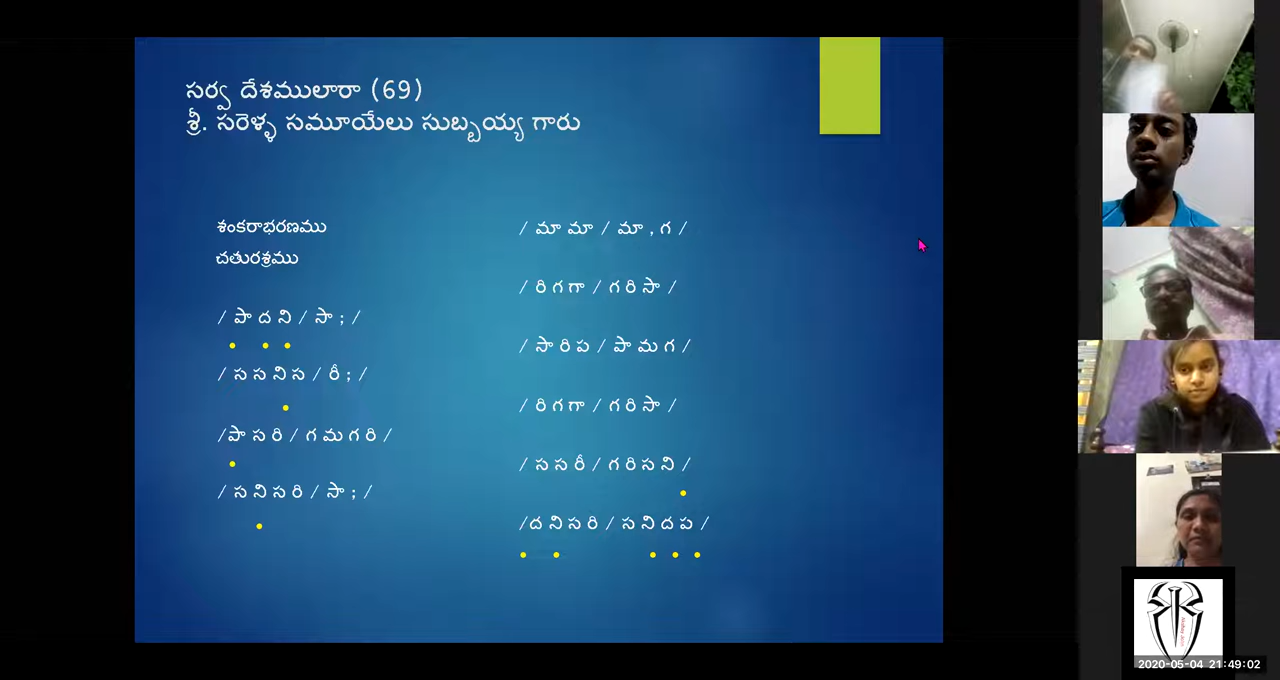 సర్వ దేశములారా (69)
శ్రీ. సరెళ్ళ సమూయేలు సుబ్బయ్య గారు
శంకరాభరణము
చతురశ్రము
/ పా ద ని / సా ; /
/ స స ని స / రీ ; /
/పా స రి / గ మ గ రి /
/ స ని స రి / సా ; /
/ మా మా / మా , గ /
/ రి గ గా / గ రి సా /
/ సా రి ప / పా మ గ /
/ రి గ గా / గ రి సా /
/ స స రీ / గ రి స ని /
/ద ని స రి / స ని ద ప /
2020-05-04 21:49:02